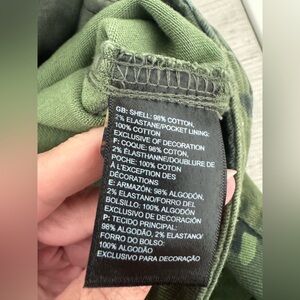 GB: SHELL: 98% COTTON,
2% ELASTANE/POCKET LINING:
100% COTTON
EXCLUSIVE OF DECORATION
F: COQUE: 98% COTON,
2% ÉLASTHANNE/DOUBLURE DE
POCHE: 100% COTON
À L'EXCEPTION DES
DÉCORATIONS
E: ARMAZÓN: 98% ALGODÓN,
2% ELASTANO/FORRO DEL
BOLSILLO: 100% ALGODÓN
EXCLUSIVO DE DECORACIÓN
P: TECIDO PRINCIPAL:
98% ALGODÃO, 2% ELASTANO/
FORRO DO BOLSO:
100% ALGODÃO
EXCLUSIVO PARA DECORAÇÃO